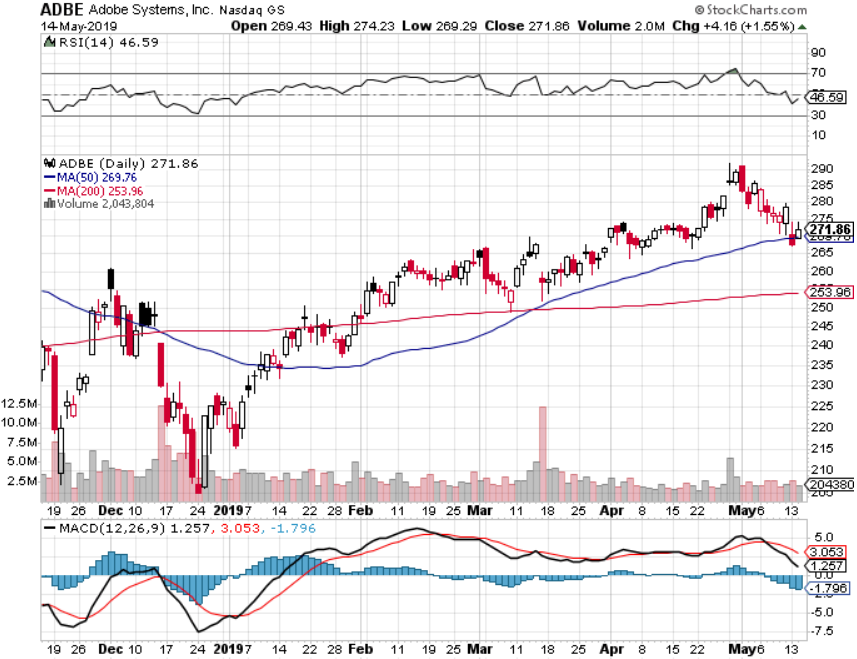 ADBE Adobe Systems, Inc. Nasdaq GS © StockCharts.com
14-May-2019 Open 269.43 High 274.23 Low 269.29 Close 271.86 Volume 2.0M Chg +4.16 (+1.55%)
RSI(14) 46.59
90
70
46.59
30
10
ADBE (Daily) 271.86
MA(50) 269.76
MA(200) 253.96
Volume 2,043,804
290
285
280
275
271.86
265
260
253.96
250
245
240
235
230
225
220
215
210
205
12.5M
10.0M
7.5M
5.0M
2.5M
204380
19 26 Dec 10 17 24 2019 7 14 22 28 Feb 11 19 25 Mar 11 18 25 Apr 8 15 22 May 6 13
MACD(12,26,9) 1.257, 3.053, -1.796
5.0
3.053
1.257
0.0
-1.796
-5.0
-7.5
19 26 Dec 10 17 24 2019 7 14 22 28 Feb 11 19 25 Mar 11 18 25 Apr 8 15 22 May 6 13